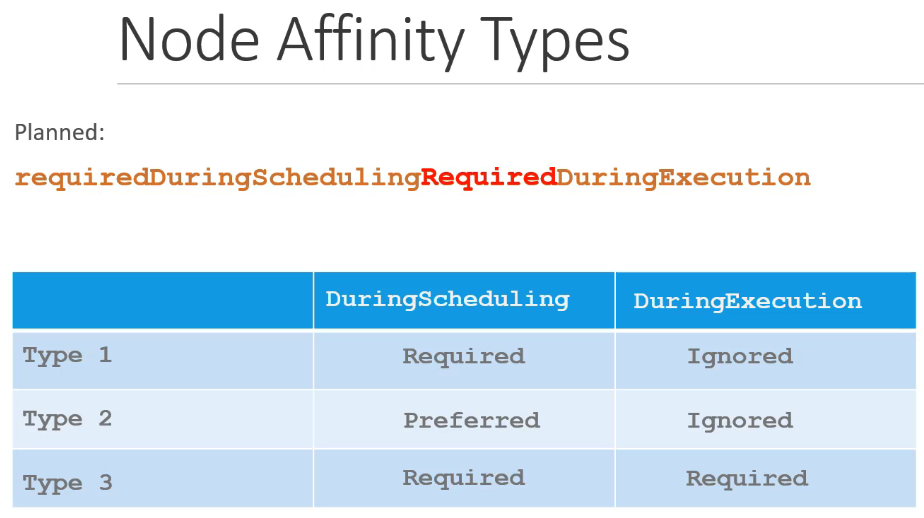 Node Affinity Types
Planned:
requiredDuringSchedulingRequiredDuringExecution
DuringScheduling DuringExecution
Type 1 Required Ignored
Type 2 Preferred Ignored
Type 3 Required Required